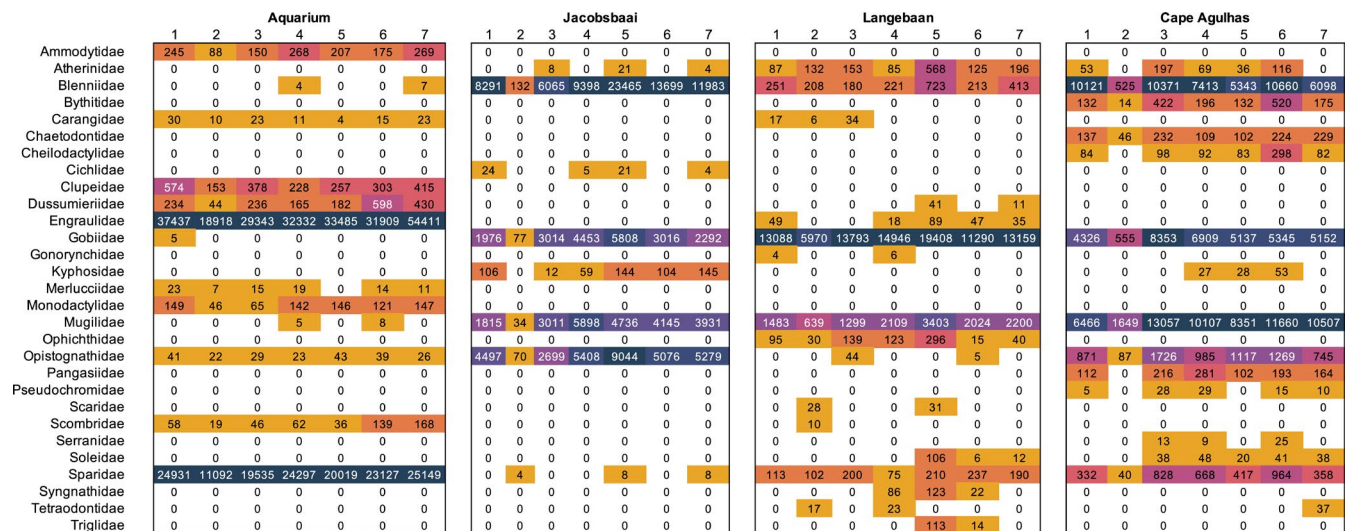 Aquarium Jacobsbaai Langebaan Cape Agulhas
1 2 3 4 5 6 7 1 2 3 4 5 6 7 1 2 3 4 5 6 7 1 2 3 4 5 6 7
Ammodytidae 245 88 150 268 207 175 269 0 0 0 0 0 0 0 0 0 0 0 0 0 0 0 0 0 0 0 0 0
Atherinidae 0 0 0 0 0 0 0 0 0 8 0 21 0 4 87 132 153 85 568 125 196 53 0 197 69 36 116 0
Blenniidae 0 0 0 4 0 0 7 8291 132 6065 9398 23465 13699 11983 251 208 180 221 723 213 413 10121 525 10371 7413 5343 10660 6098
Bythitidae 0 0 0 0 0 0 0 0 0 0 0 0 0 0 0 0 0 0 0 0 0 132 14 422 196 132 520 175
Carangidae 30 10 23 11 4 15 23 0 0 0 0 0 0 0 17 6 34 0 0 0 0 0 0 0 0 0 0 0
Chaetodontidae 0 0 0 0 0 0 0 0 0 0 0 0 0 0 0 0 0 0 0 0 0 137 46 232 109 102 224 229
Cheilodactylidae 0 0 0 0 0 0 0 0 0 0 0 0 0 0 0 0 0 0 0 0 0 84 0 98 92 83 298 82
Cichlidae 0 0 0 0 0 0 0 24 0 0 5 21 0 4 0 0 0 0 0 0 0 0 0 0 0 0 0 0
Clupeidae 574 153 378 228 257 303 415 0 0 0 0 0 0 0 0 0 0 0 0 0 0 0 0 0 0 0 0 0
Dussumieriidae 234 44 236 165 182 598 430 0 0 0 0 0 0 0 0 0 0 0 41 0 11 0 0 0 0 0 0 0
Engraulidae 37437 18918 29343 32332 33485 31909 54411 0 0 0 0 0 0 0 49 0 0 18 89 47 35 0 0 0 0 0 0 0
Gobiidae 5 0 0 0 0 0 0 1976 77 3014 4453 5808 3016 2292 13088 5970 13793 14946 19408 11290 13159 4326 555 8353 6909 5137 5345 5152
Gonorynchidae 0 0 0 0 0 0 0 0 0 0 0 0 0 0 4 0 0 6 0 0 0 0 0 0 0 0 0 0
Kyphosidae 0 0 0 0 0 0 0 106 0 12 59 144 104 145 0 0 0 0 0 0 0 0 0 0 27 28 53 0
Merlucciidae 23 7 15 19 0 14 11 0 0 0 0 0 0 0 0 0 0 0 0 0 0 0 0 0 0 0 0 0
Monodactylidae 149 46 65 142 146 121 147 0 0 0 0 0 0 0 0 0 0 0 0 0 0 0 0 0 0 0 0 0
Mugilidae 0 0 0 5 0 8 0 1815 34 3011 5898 4736 4145 3931 1483 639 1299 2109 3403 2024 2200 6466 1649 13057 10107 8351 11660 10507
Ophichthidae 0 0 0 0 0 0 0 0 0 0 0 0 0 0 95 30 139 123 296 15 40 0 0 0 0 0 0 0
Opistognathidae 41 22 29 23 43 39 26 4497 70 2699 5408 9044 5076 5279 0 0 44 0 0 5 0 871 87 1726 985 1117 1269 745
Pangasiidae 0 0 0 0 0 0 0 0 0 0 0 0 0 0 0 0 0 0 0 0 0 112 0 216 281 102 193 164
Pseudochromidae 0 0 0 0 0 0 0 0 0 0 0 0 0 0 0 0 0 0 0 0 0 5 0 28 29 0 15 10
Scaridae 0 0 0 0 0 0 0 0 0 0 0 0 0 0 0 28 0 0 31 0 0 0 0 0 0 0 0 0
Scombridae 58 19 46 62 36 139 168 0 0 0 0 0 0 0 0 10 0 0 0 0 0 0 0 0 0 0 0 0
Serranidae 0 0 0 0 0 0 0 0 0 0 0 0 0 0 0 0 0 0 0 0 0 0 0 13 9 0 25 0
Soleidae 0 0 0 0 0 0 0 0 0 0 0 0 0 0 0 0 0 0 106 6 12 0 0 38 48 20 41 38
Sparidae 24931 11092 19535 24297 20019 23127 25149 0 4 0 0 8 0 8 113 102 200 75 210 237 190 332 40 828 668 417 964 358
Syngnathidae 0 0 0 0 0 0 0 0 0 0 0 0 0 0 0 0 0 86 123 22 0 0 0 0 0 0 0 0
Tetraodontidae 0 0 0 0 0 0 0 0 0 0 0 0 0 0 0 17 0 23 0 0 0 0 0 0 0 0 0 37
Triglidae 0 0 0 0 0 0 0 0 0 0 0 0 0 0 0 0 0 0 113 14 0 0 0 0 0 0 0 0